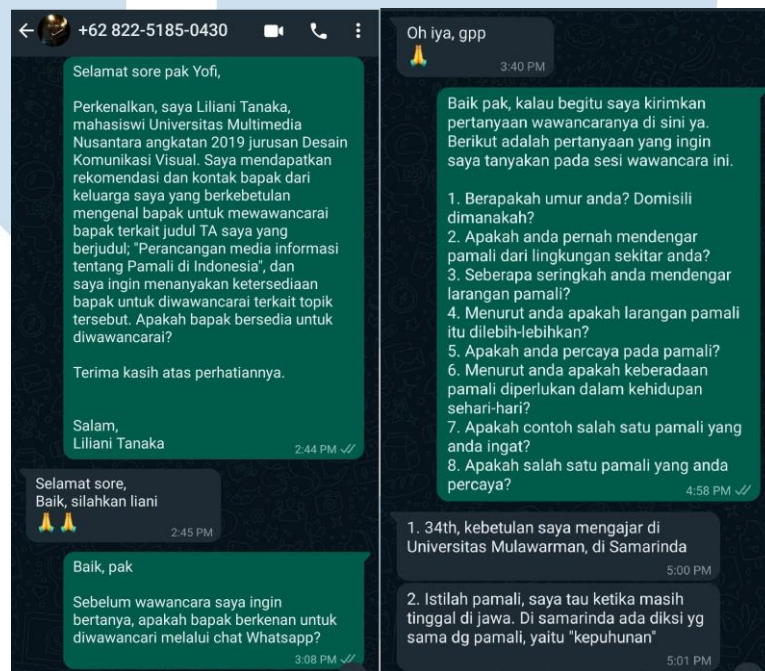 +62 822-5185-0430
Selamat sore pak Yofi,
Perkenalkan, saya Liliani Tanaka,
mahasiswi Universitas Multimedia
Nusantara angkatan 2019 jurusan Desain
Komunikasi Visual. Saya mendapatkan
rekomendasi dan kontak bapak dari
keluarga saya yang berkebetulan
mengenal bapak untuk mewawancarai
bapak terkait judul TA saya yang
berjudul; "Perancangan media informasi
tentang Pamali di Indonesia", dan
saya ingin menanyakan ketersediaan
bapak untuk diwawancarai terkait topik
tersebut. Apakah bapak bersedia untuk
diwawancarai?
Terima kasih atas perhatiannya.
Salam,
Liliani Tanaka
2:44 PM
Selamat sore,
Baik, silahkan liani
🙏🙏
2:45 PM
Baik, pak
Sebelum wawancara saya ingin
bertanya, apakah bapak berkenan untuk
diwawancari melalui chat Whatsapp?
3:08 PM
Oh iya, gpp
🙏
3:40 PM
Baik pak, kalau begitu saya kirimkan
pertanyaan wawancaranya di sini ya.
Berikut adalah pertanyaan yang ingin
saya tanyakan pada sesi wawancara ini.
1. Berapakah umur anda? Domisili
dimanakah?
2. Apakah anda pernah mendengar
pamali dari lingkungan sekitar anda?
3. Seberapa seringkah anda mendengar
larangan pamali?
4. Menurut anda apakah larangan pamali
itu dilebih-lebihkan?
5. Apakah anda percaya pada pamali?
6. Menurut anda apakah keberadaan
pamali diperlukan dalam kehidupan
sehari-hari?
7. Apakah contoh salah satu pamali yang
anda ingat?
8. Apakah salah satu pamali yang anda
percaya?
4:58 PM
1. 34th, kebetulan saya mengajar di
Universitas Mulawarman, di Samarinda
5:00 PM
2. Istilah pamali, saya tau ketika masih
tinggal di jawa. Di samarinda ada diksi yg
sama dg pamali, yaitu "kepuhunan"
5:01 PM